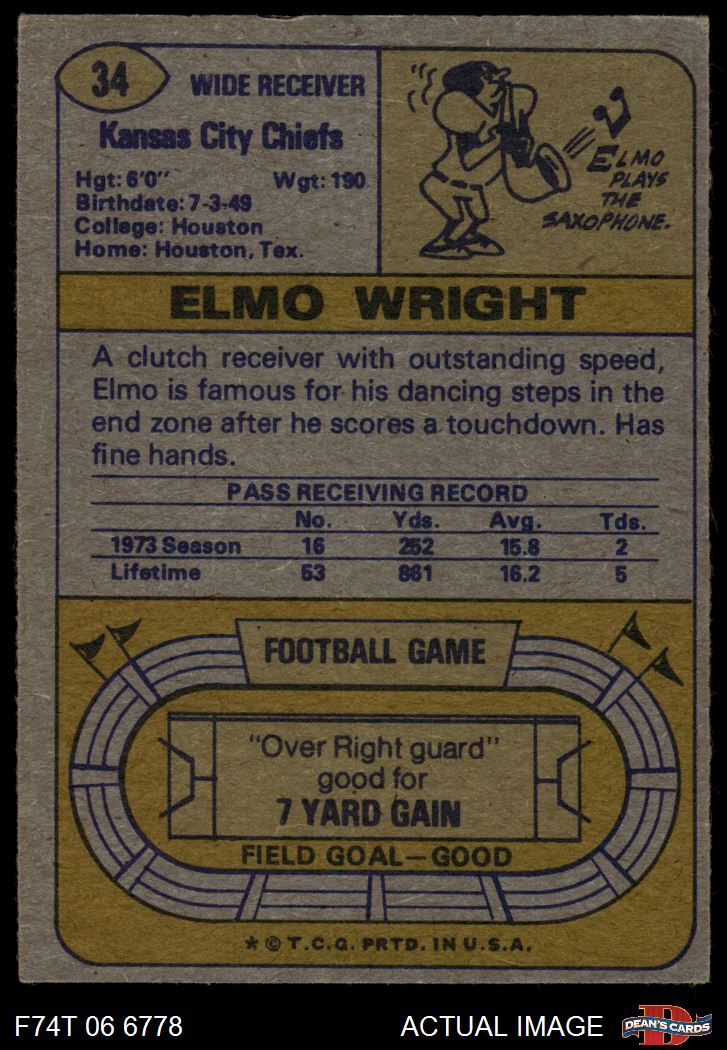 34
WIDE RECEIVER
Kansas City Chiefs
Hgt: 6'0" Wgt: 190
Birthdate: 7-3-49
College: Houston
Home: Houston, Tex.
ELMO
PLAYS
THE
SAXOPHONE.
ELMO WRIGHT
A clutch receiver with outstanding speed,
Elmo is famous for his dancing steps in the
end zone after he scores a touchdown. Has
fine hands.
PASS RECEIVING RECORD
No. Yds. Avg. Tds.
1973 Season 16 252 15.8 2
Lifetime 53 861 16.2 5
FOOTBALL GAME
"Over Right guard"
good for
7 YARD GAIN
FIELD GOAL—GOOD
* © T.C.G. PRTD. IN U.S.A.
F74T 06 6778 ACTUAL IMAGE
D
DEAN'S CARDS